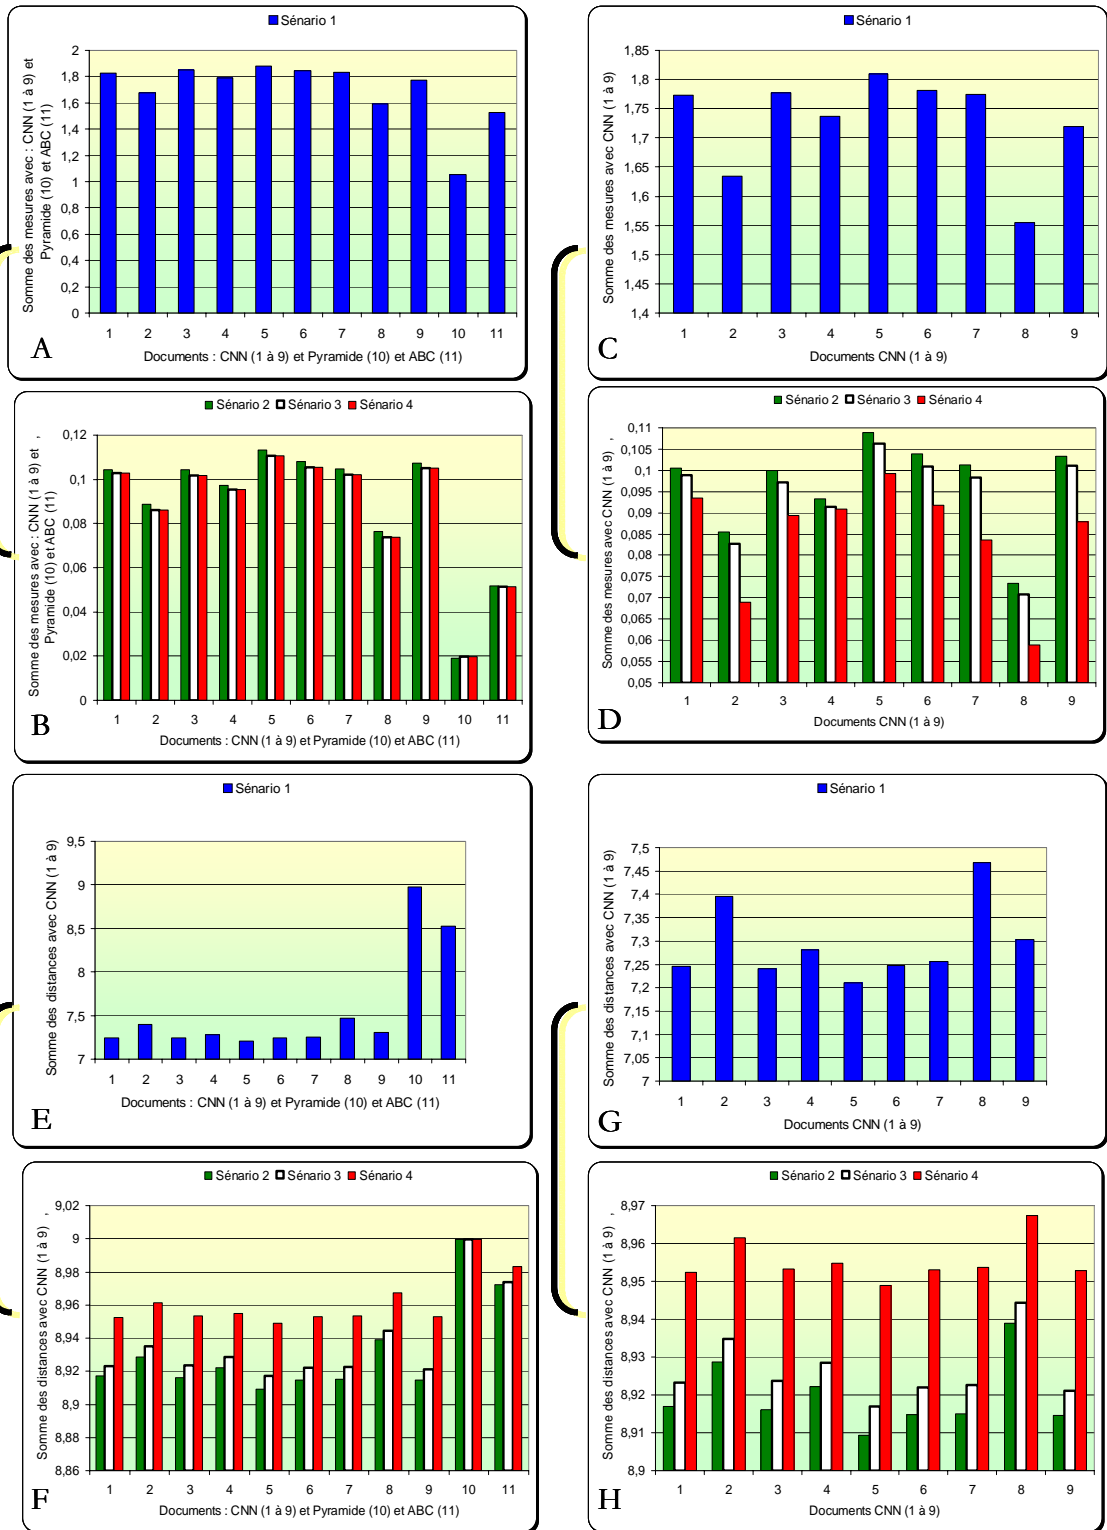 Sénario 1
Somme des mesures avec : CNN (1 à 9) et
Pyramide (10) et ABC (11)
2
1,8
1,6
1,4
1,2
1
0,8
0,6
0,4
0,2
0
1 2 3 4 5 6 7 8 9 10 11
Documents : CNN (1 à 9) et Pyramide (10) et ABC (11)
A
Sénario 1
Somme des mesures avec CNN (1 à 9)
1,85
1,8
1,75
1,7
1,65
1,6
1,55
1,5
1,45
1,4
1 2 3 4 5 6 7 8 9
Documents CNN (1 à 9)
C
Sénario 2 Sénario 3 Sénario 4
Somme des mesures avec : CNN (1 à 9) et ,
Pyramide (10) et ABC (11)
0,12
0,1
0,08
0,06
0,04
0,02
0
1 2 3 4 5 6 7 8 9 10 11
Documents : CNN (1 à 9) et Pyramide (10) et ABC (11)
B
Sénario 2 Sénario 3 Sénario 4
Somme des mesures avec CNN (1 à 9) ,
0,11
0,105
0,1
0,095
0,09
0,085
0,08
0,075
0,07
0,065
0,06
0,055
0,05
1 2 3 4 5 6 7 8 9
Documents CNN (1 à 9)
D
Sénario 1
Somme des distances avec CNN (1 à 9)
9,5
9
8,5
8
7,5
7
1 2 3 4 5 6 7 8 9 10 11
Documents : CNN (1 à 9) et Pyramide (10) et ABC (11)
E
Sénario 1
Somme des distances avec CNN (1 à 9)
7,5
7,45
7,4
7,35
7,3
7,25
7,2
7,15
7,1
7,05
7
1 2 3 4 5 6 7 8 9
Documents CNN (1 à 9)
G
Sénario 2 Sénario 3 Sénario 4
Somme des distances avec CNN (1 à 9) ,
9,02
9
8,98
8,96
8,94
8,92
8,9
8,88
8,86
1 2 3 4 5 6 7 8 9 10 11
Documents : CNN (1 à 9) et Pyramide (10) et ABC (11)
F
Sénario 2 Sénario 3 Sénario 4
Somme des distances avec CNN (1 à 9) ,
8,97
8,96
8,95
8,94
8,93
8,92
8,91
8,9
1 2 3 4 5 6 7 8 9
Documents CNN (1 à 9)
H